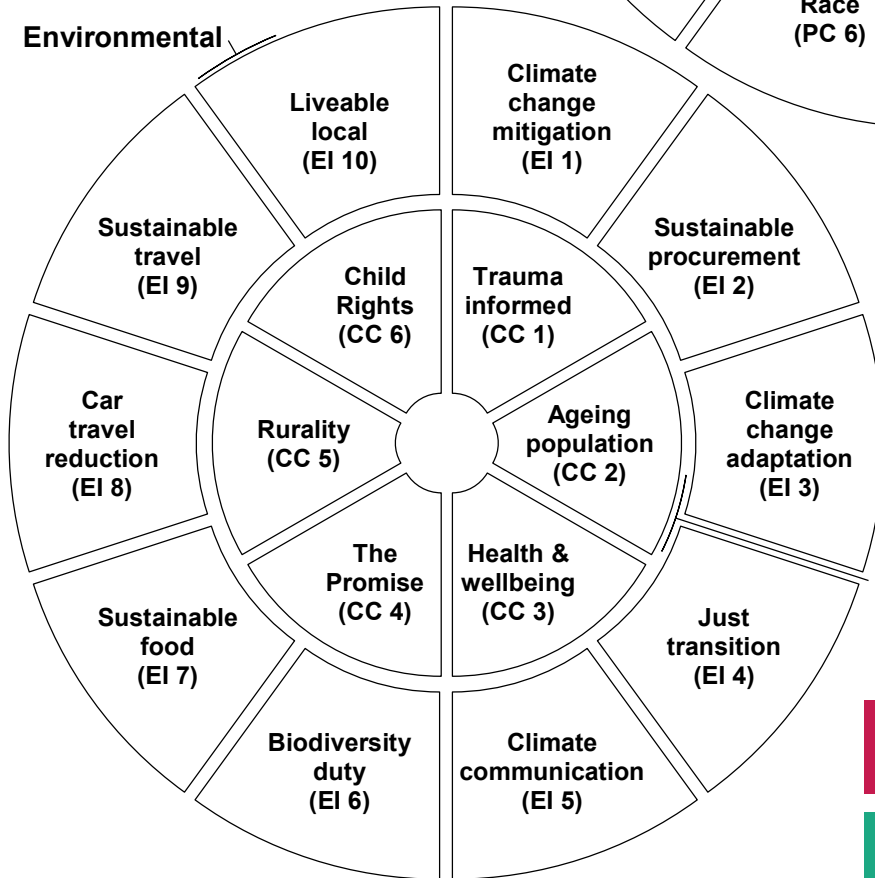 Race
(PC 6)
Environmental
Liveable
local
(EI 10)
Climate
change
mitigation
(EI 1)
Sustainable
procurement
(EI 2)
Climate
change
adaptation
(EI 3)
Just
transition
(EI 4)
Climate
communication
(EI 5)
Biodiversity
duty
(EI 6)
Sustainable
food
(EI 7)
Car
travel
reduction
(EI 8)
Sustainable
travel
(EI 9)
Trauma
informed
(CC 1)
Ageing
population
(CC 2)
Health &
wellbeing
(CC 3)
The
Promise
(CC 4)
Rurality
(CC 5)
Child
Rights
(CC 6)